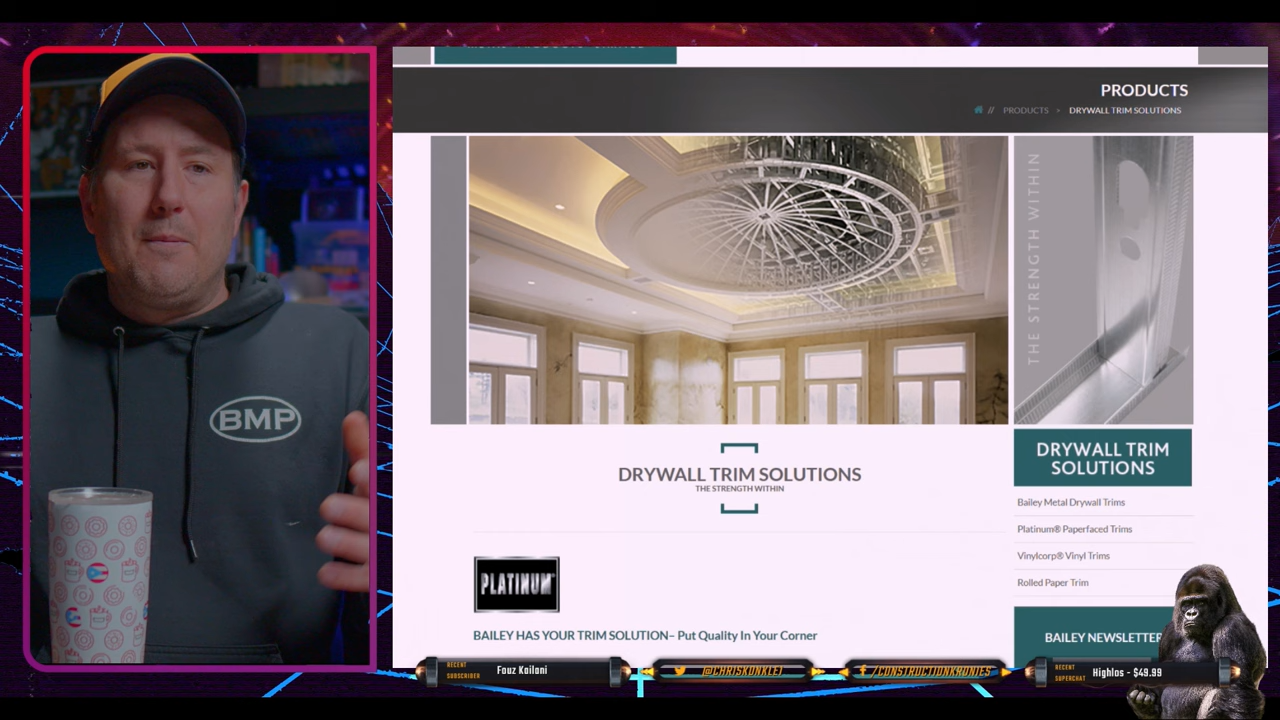 PRODUCTS
// PRODUCTS > DRYWALL TRIM SOLUTIONS
THE STRENGTH WITHIN
BMP
DRYWALL TRIM SOLUTIONS
THE STRENGTH WITHIN
DRYWALL TRIM
SOLUTIONS
Bailey Metal Drywall Trims
Platinum® Paperfaced Trims
Vinylcorp® Vinyl Trims
Rolled Paper Trim
PLATINUM
BAILEY HAS YOUR TRIM SOLUTION– Put Quality In Your Corner
BAILEY NEWSLETTER
RECENT
SUBSCRIBER
Fouz Kailani
@CHRISKONKLE1
/CONSTRUCTIONKRONIES
RECENT
SUPERCHAT
Highlos - $49.99